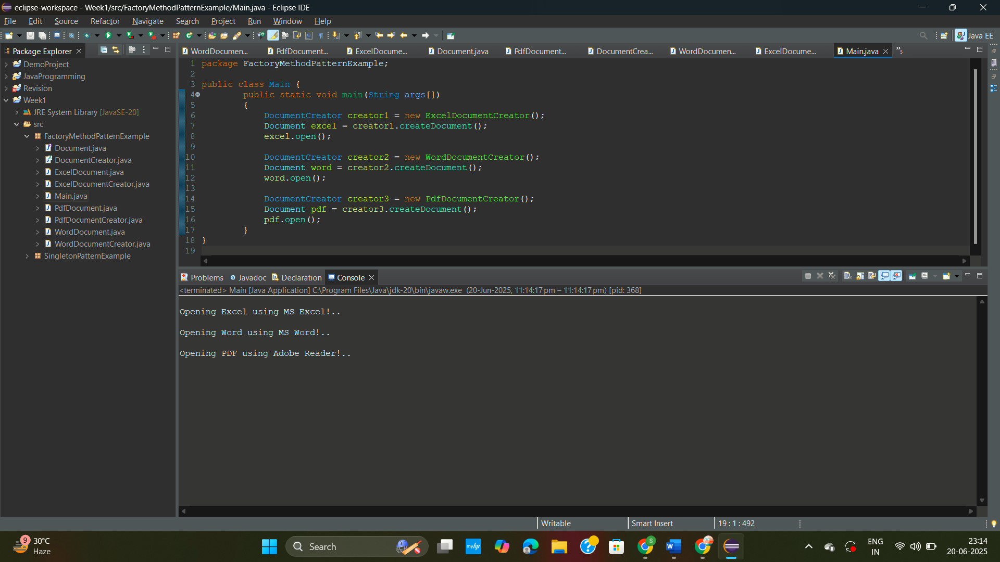 eclipse-workspace - Week1/src/FactoryMethodPatternExample/Main.java - Eclipse IDE
File Edit Source Refactor Navigate Search Project Run Window Help
Java EE
Package Explorer
DemoProject
JavaProgramming
Revision
Week1
JRE System Library [JavaSE-20]
src
FactoryMethodPatternExample
Document.java
DocumentCreator.java
ExcelDocument.java
ExcelDocumentCreator.java
Main.java
PdfDocument.java
PdfDocumentCreator.java
WordDocument.java
WordDocumentCreator.java
SingletonPatternExample
WordDocumen... PdfDocument... ExcelDocume... Document.java PdfDocument... DocumentCrea... WordDocumen... ExcelDocume... Main.java »5
1 package FactoryMethodPatternExample;
2
3 public class Main {
4 public static void main(String args[])
5 {
6 DocumentCreator creator1 = new ExcelDocumentCreator();
7 Document excel = creator1.createDocument();
8 excel.open();
9
10 DocumentCreator creator2 = new WordDocumentCreator();
11 Document word = creator2.createDocument();
12 word.open();
13
14 DocumentCreator creator3 = new PdfDocumentCreator();
15 Document pdf = creator3.createDocument();
16 pdf.open();
17 }
18 }
19
Problems Javadoc Declaration Console
<terminated> Main [Java Application] C:\Program Files\Java\jdk-20\bin\javaw.exe (20-Jun-2025, 11:14:17 pm – 11:14:17 pm) [pid: 368]
Opening Excel using MS Excel!..
Opening Word using MS Word!..
Opening PDF using Adobe Reader!..
Writable Smart Insert 19 : 1 : 492
9
30°C
Haze
Search
myhp
S
W
ENG
IN
23:14
20-06-2025